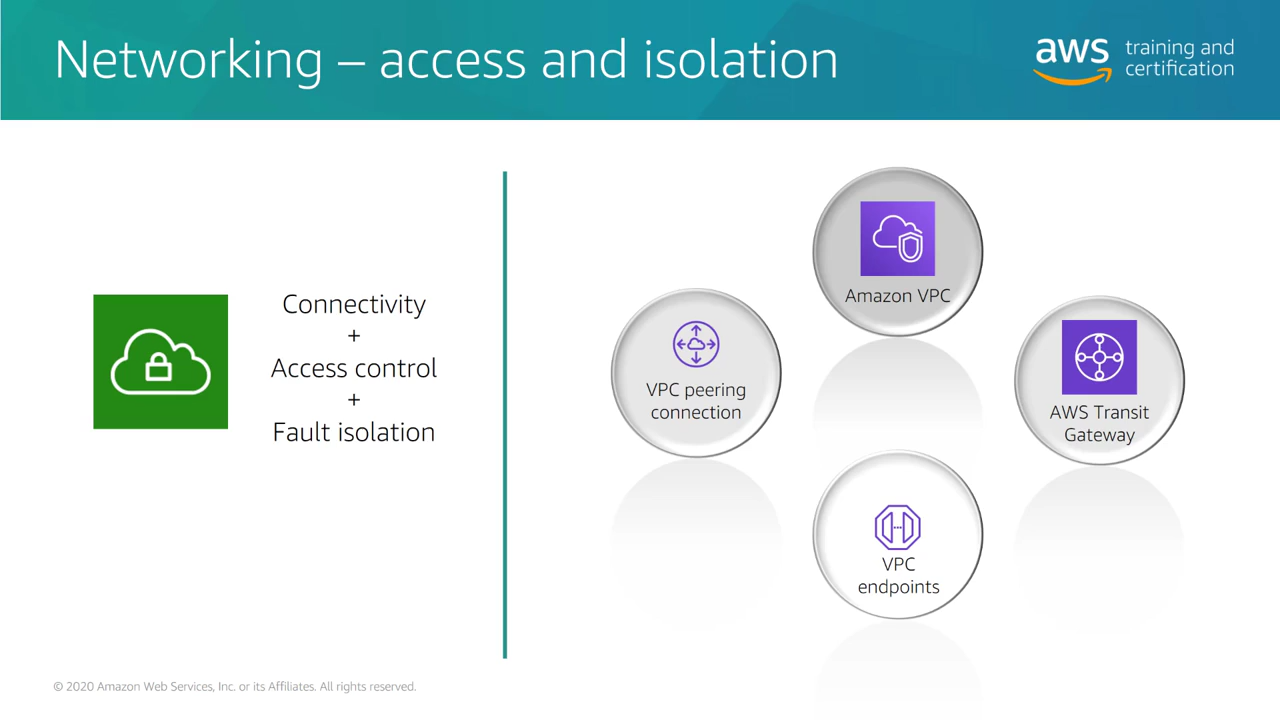 Networking – access and isolation
aws
training and
certification
Connectivity
+
Access control
+
Fault isolation
Amazon VPC
VPC peering
connection
AWS Transit
Gateway
VPC
endpoints
© 2020 Amazon Web Services, Inc. or its Affiliates. All rights reserved.